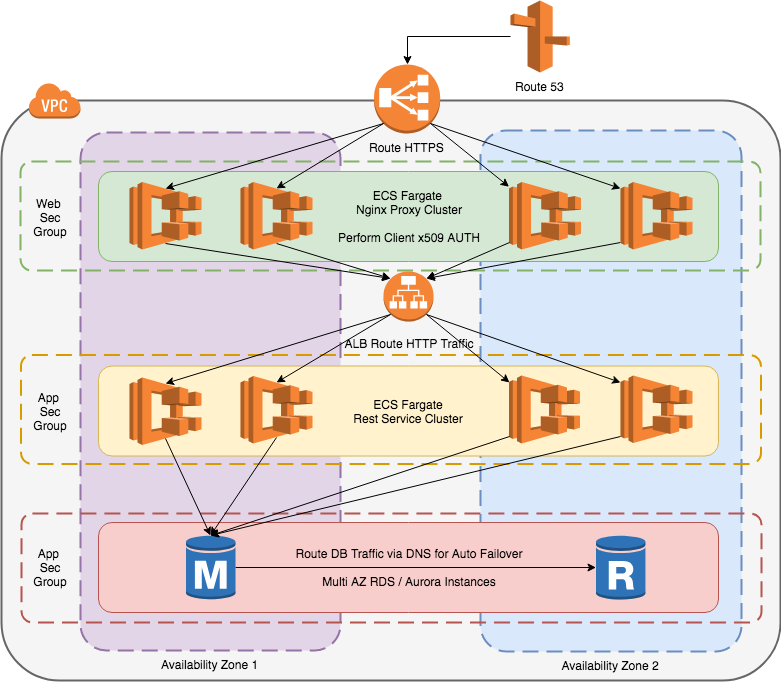 Route 53
VPC
Route HTTPS
Web
Sec
Group
ECS Fargate
Nginx Proxy Cluster
Perform Client x509 AUTH
ALB Route HTTP Traffic
App
Sec
Group
ECS Fargate
Rest Service Cluster
App
Sec
Group
Route DB Traffic via DNS for Auto Failover
M
R
Multi AZ RDS / Aurora Instances
Availability Zone 1
Availability Zone 2